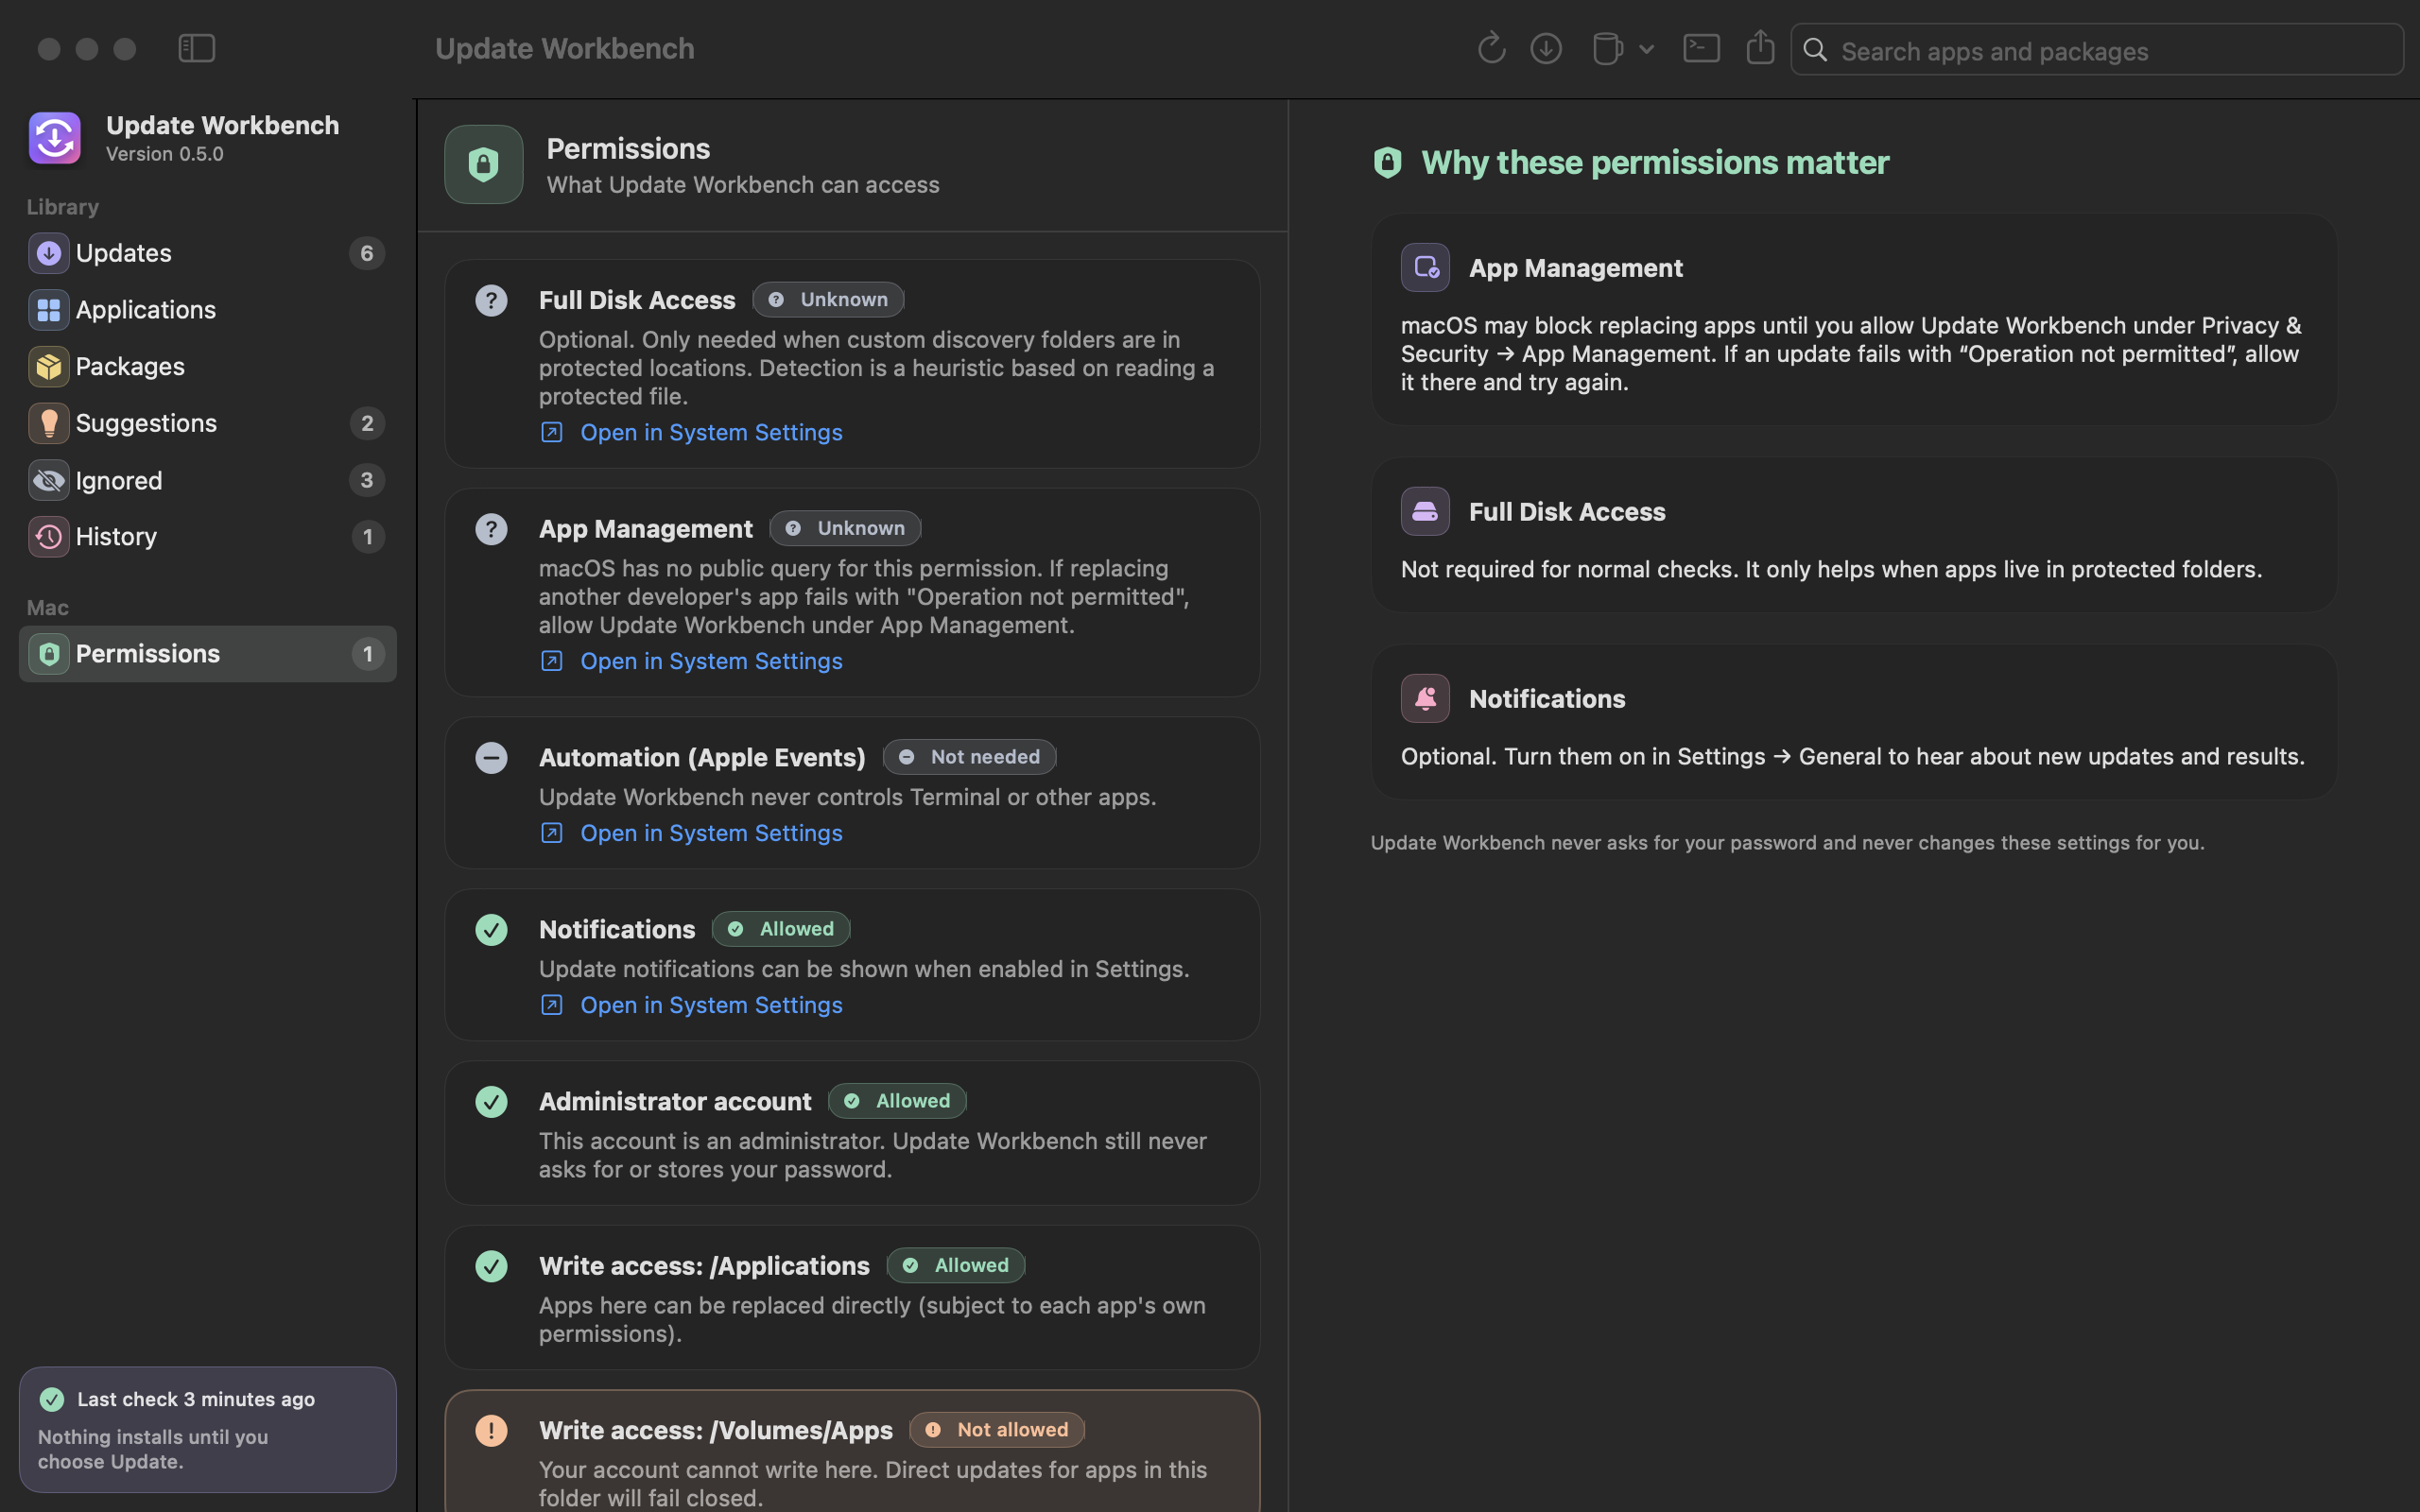 Update Workbench
Search apps and packages
Update Workbench
Version 0.5.0
Library
Updates 6
Applications
Packages
Suggestions 2
Ignored 3
History 1
Mac
Permissions 1
Last check 3 minutes ago
Nothing installs until you
choose Update.
Permissions
What Update Workbench can access
Full Disk Access Unknown
Optional. Only needed when custom discovery folders are in
protected locations. Detection is a heuristic based on reading a
protected file.
Open in System Settings
App Management Unknown
macOS has no public query for this permission. If replacing
another developer's app fails with "Operation not permitted",
allow Update Workbench under App Management.
Open in System Settings
Automation (Apple Events) Not needed
Update Workbench never controls Terminal or other apps.
Open in System Settings
Notifications Allowed
Update notifications can be shown when enabled in Settings.
Open in System Settings
Administrator account Allowed
This account is an administrator. Update Workbench still never
asks for or stores your password.
Write access: /Applications Allowed
Apps here can be replaced directly (subject to each app's own
permissions).
Write access: /Volumes/Apps Not allowed
Your account cannot write here. Direct updates for apps in this
folder will fail closed.
Why these permissions matter
App Management
macOS may block replacing apps until you allow Update Workbench under Privacy &
Security → App Management. If an update fails with “Operation not permitted”, allow
it there and try again.
Full Disk Access
Not required for normal checks. It only helps when apps live in protected folders.
Notifications
Optional. Turn them on in Settings → General to hear about new updates and results.
Update Workbench never asks for your password and never changes these settings for you.